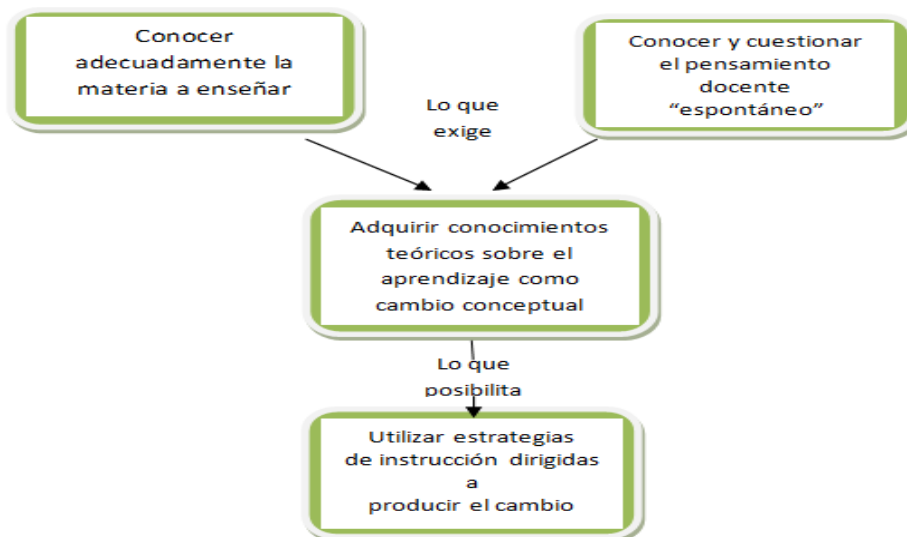 Conocer
adecuadamente la
materia a enseñar
Conocer y cuestionar
el pensamiento
docente
“espontáneo”
Lo que
exige
Adquirir conocimientos
teóricos sobre el
aprendizaje como
cambio conceptual
Lo que
posibilita
Utilizar estrategias
de instrucción dirigidas
a
producir el cambio